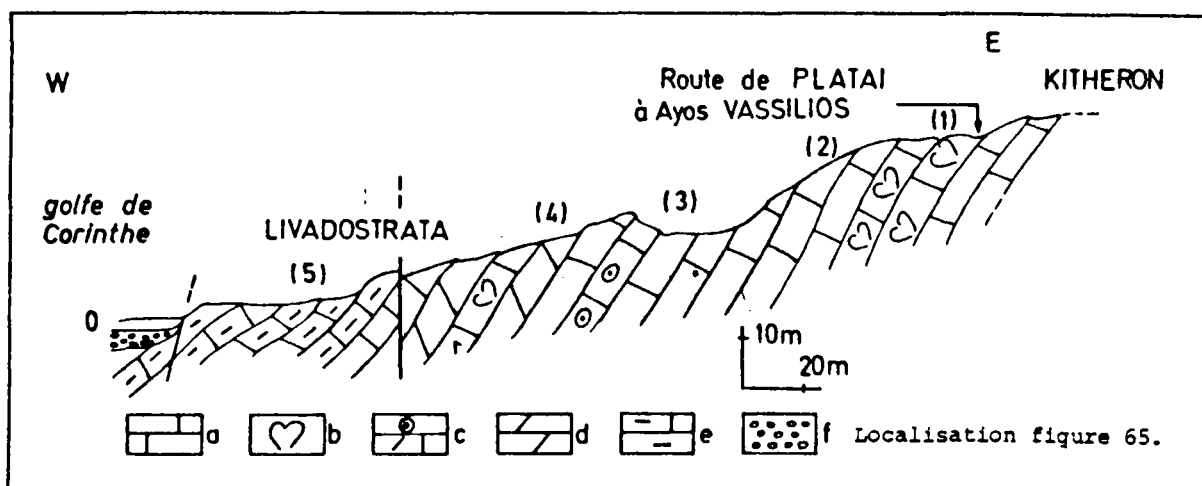 W
E
Route de PLATAI
à Ayos VASSILIOS
KITHERON
(1)
(2)
(3)
(4)
(5)
golfe de
Corinthe
LIVADOSTRATA
0
10m
20m
a b c d e f Localisation figure 65.